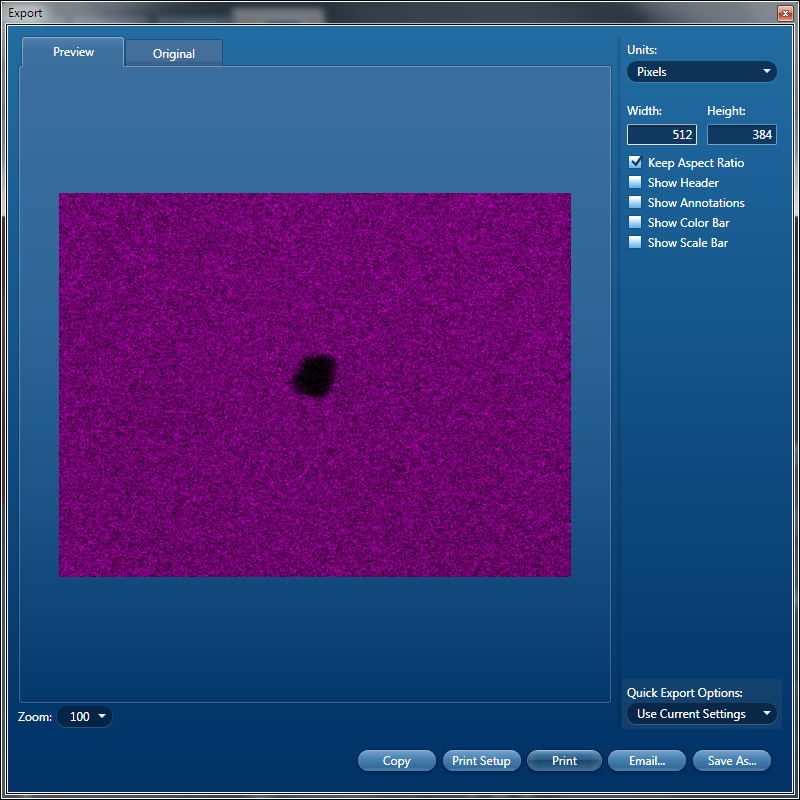 Export
Preview
Original
Units:
Pixels
Width:
Height:
512
384
Keep Aspect Ratio
Show Header
Show Annotations
Show Color Bar
Show Scale Bar
Quick Export Options:
Use Current Settings
Zoom:
100
Copy
Print Setup
Print
Email...
Save As...